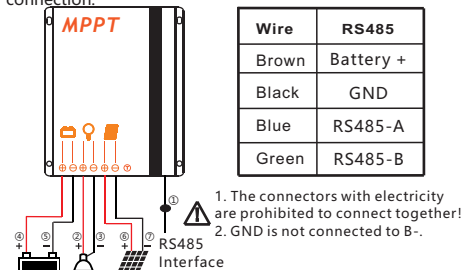 connection.
MPPT
Wire RS485
Brown Battery +
Black GND
Blue RS485-A
Green RS485-B
①
1. The connectors with electricity
are prohibited to connect together!
2. GND is not connected to B-.
④ ⑤ ② ③ ⑥ ⑦
+ − + − + −
RS485
Interface